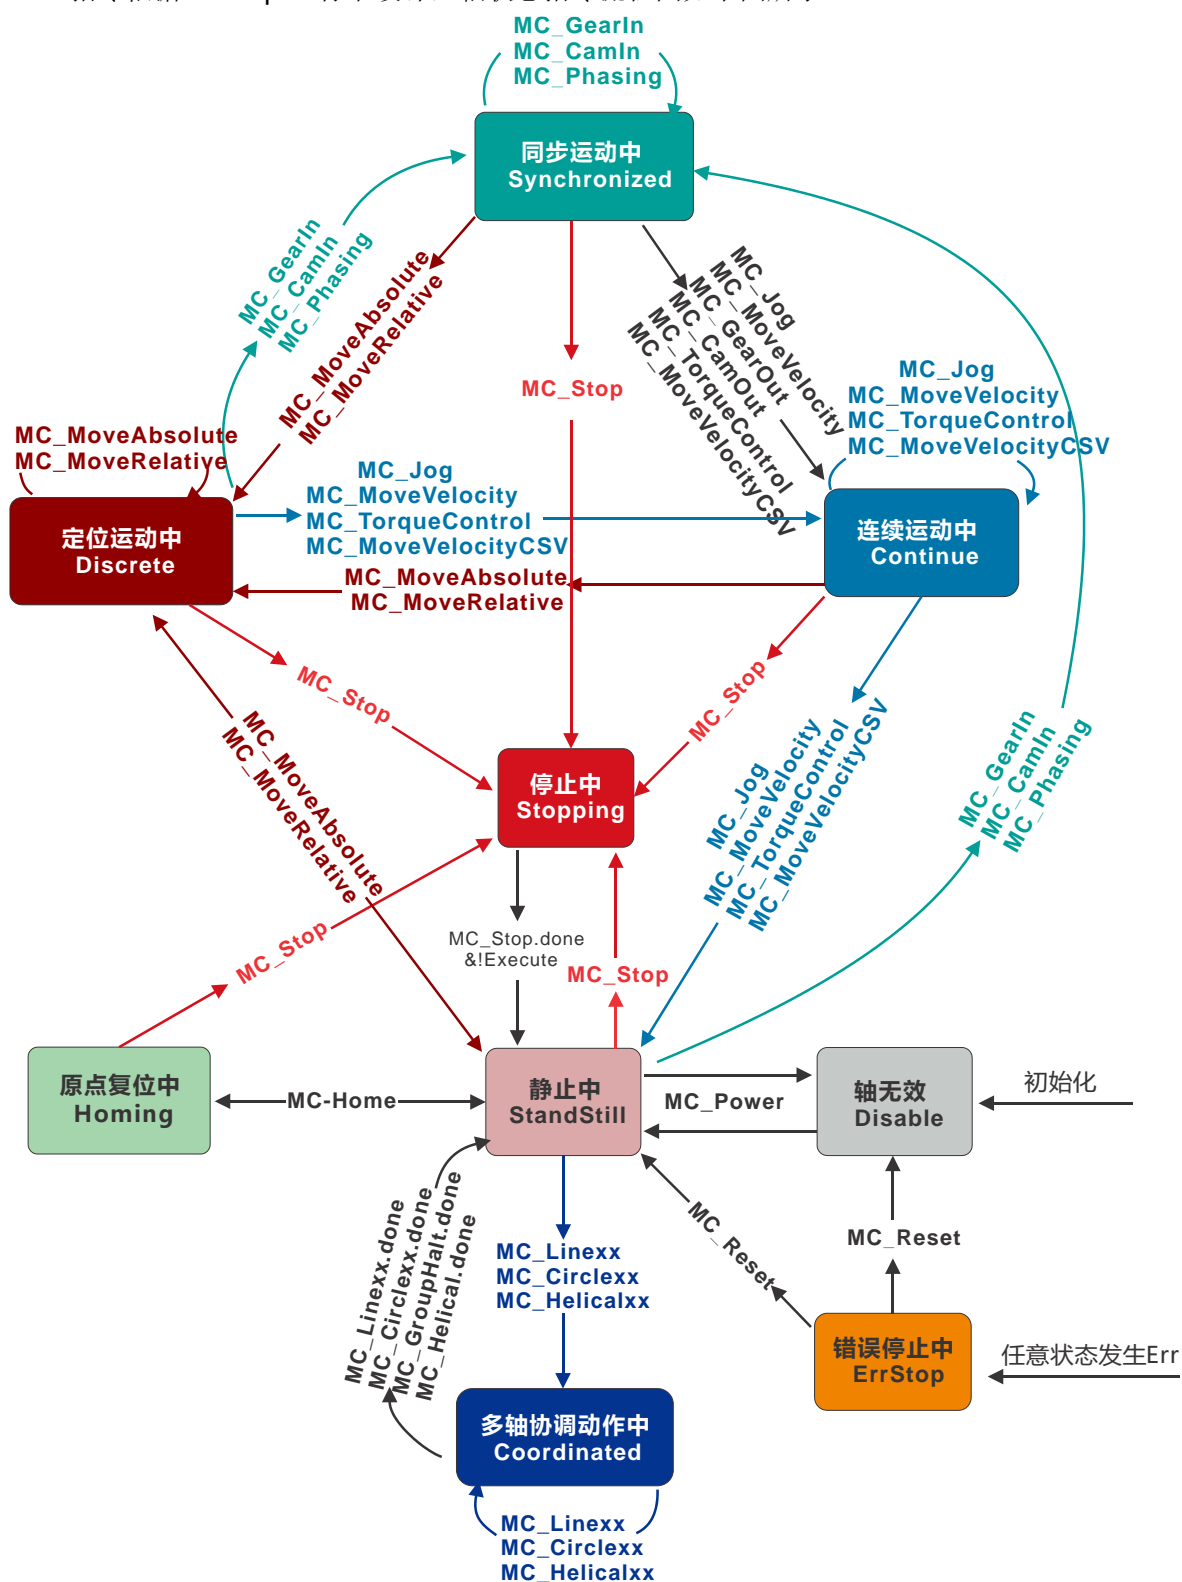 MC_GearIn
MC_CamIn
MC_Phasing
同步运动中
Synchronized
MC_GearIn
MC_CamIn
MC_Phasing
MC_MoveAbsolute
MC_MoveRelative
MC_Stop
MC_Jog
MC_MoveVelocity
MC_GearOut
MC_CamOut
MC_TorqueControl
MC_MoveVelocityCSV
MC_Jog
MC_MoveVelocity
MC_TorqueControl
MC_MoveVelocityCSV
MC_MoveAbsolute
MC_MoveRelative
定位运动中
Discrete
MC_Jog
MC_MoveVelocity
MC_TorqueControl
MC_MoveVelocityCSV
连续运动中
Continue
MC_MoveAbsolute
MC_MoveRelative
MC_Stop
MC_Stop
MC_MoveAbsolute
MC_MoveRelative
停止中
Stopping
MC_Jog
MC_MoveVelocity
MC_TorqueControl
MC_MoveVelocityCSV
MC_GearIn
MC_CamIn
MC_Phasing
MC_Stop
MC_Stop.done
&!Execute
MC_Stop
原点复位中
Homing
MC-Home
静止中
StandStill
MC_Power
轴无效
Disable
初始化
MC_Linexx.done
MC_Circlexx.done
MC_GroupHalt.done
MC_Helical.done
MC_Linexx
MC_Circlexx
MC_Helicalxx
MC_Reset
MC_Reset
错误停止中
ErrStop
任意状态发生Err
多轴协调动作中
Coordinated
MC_Linexx
MC_Circlexx
MC_Helicalxx